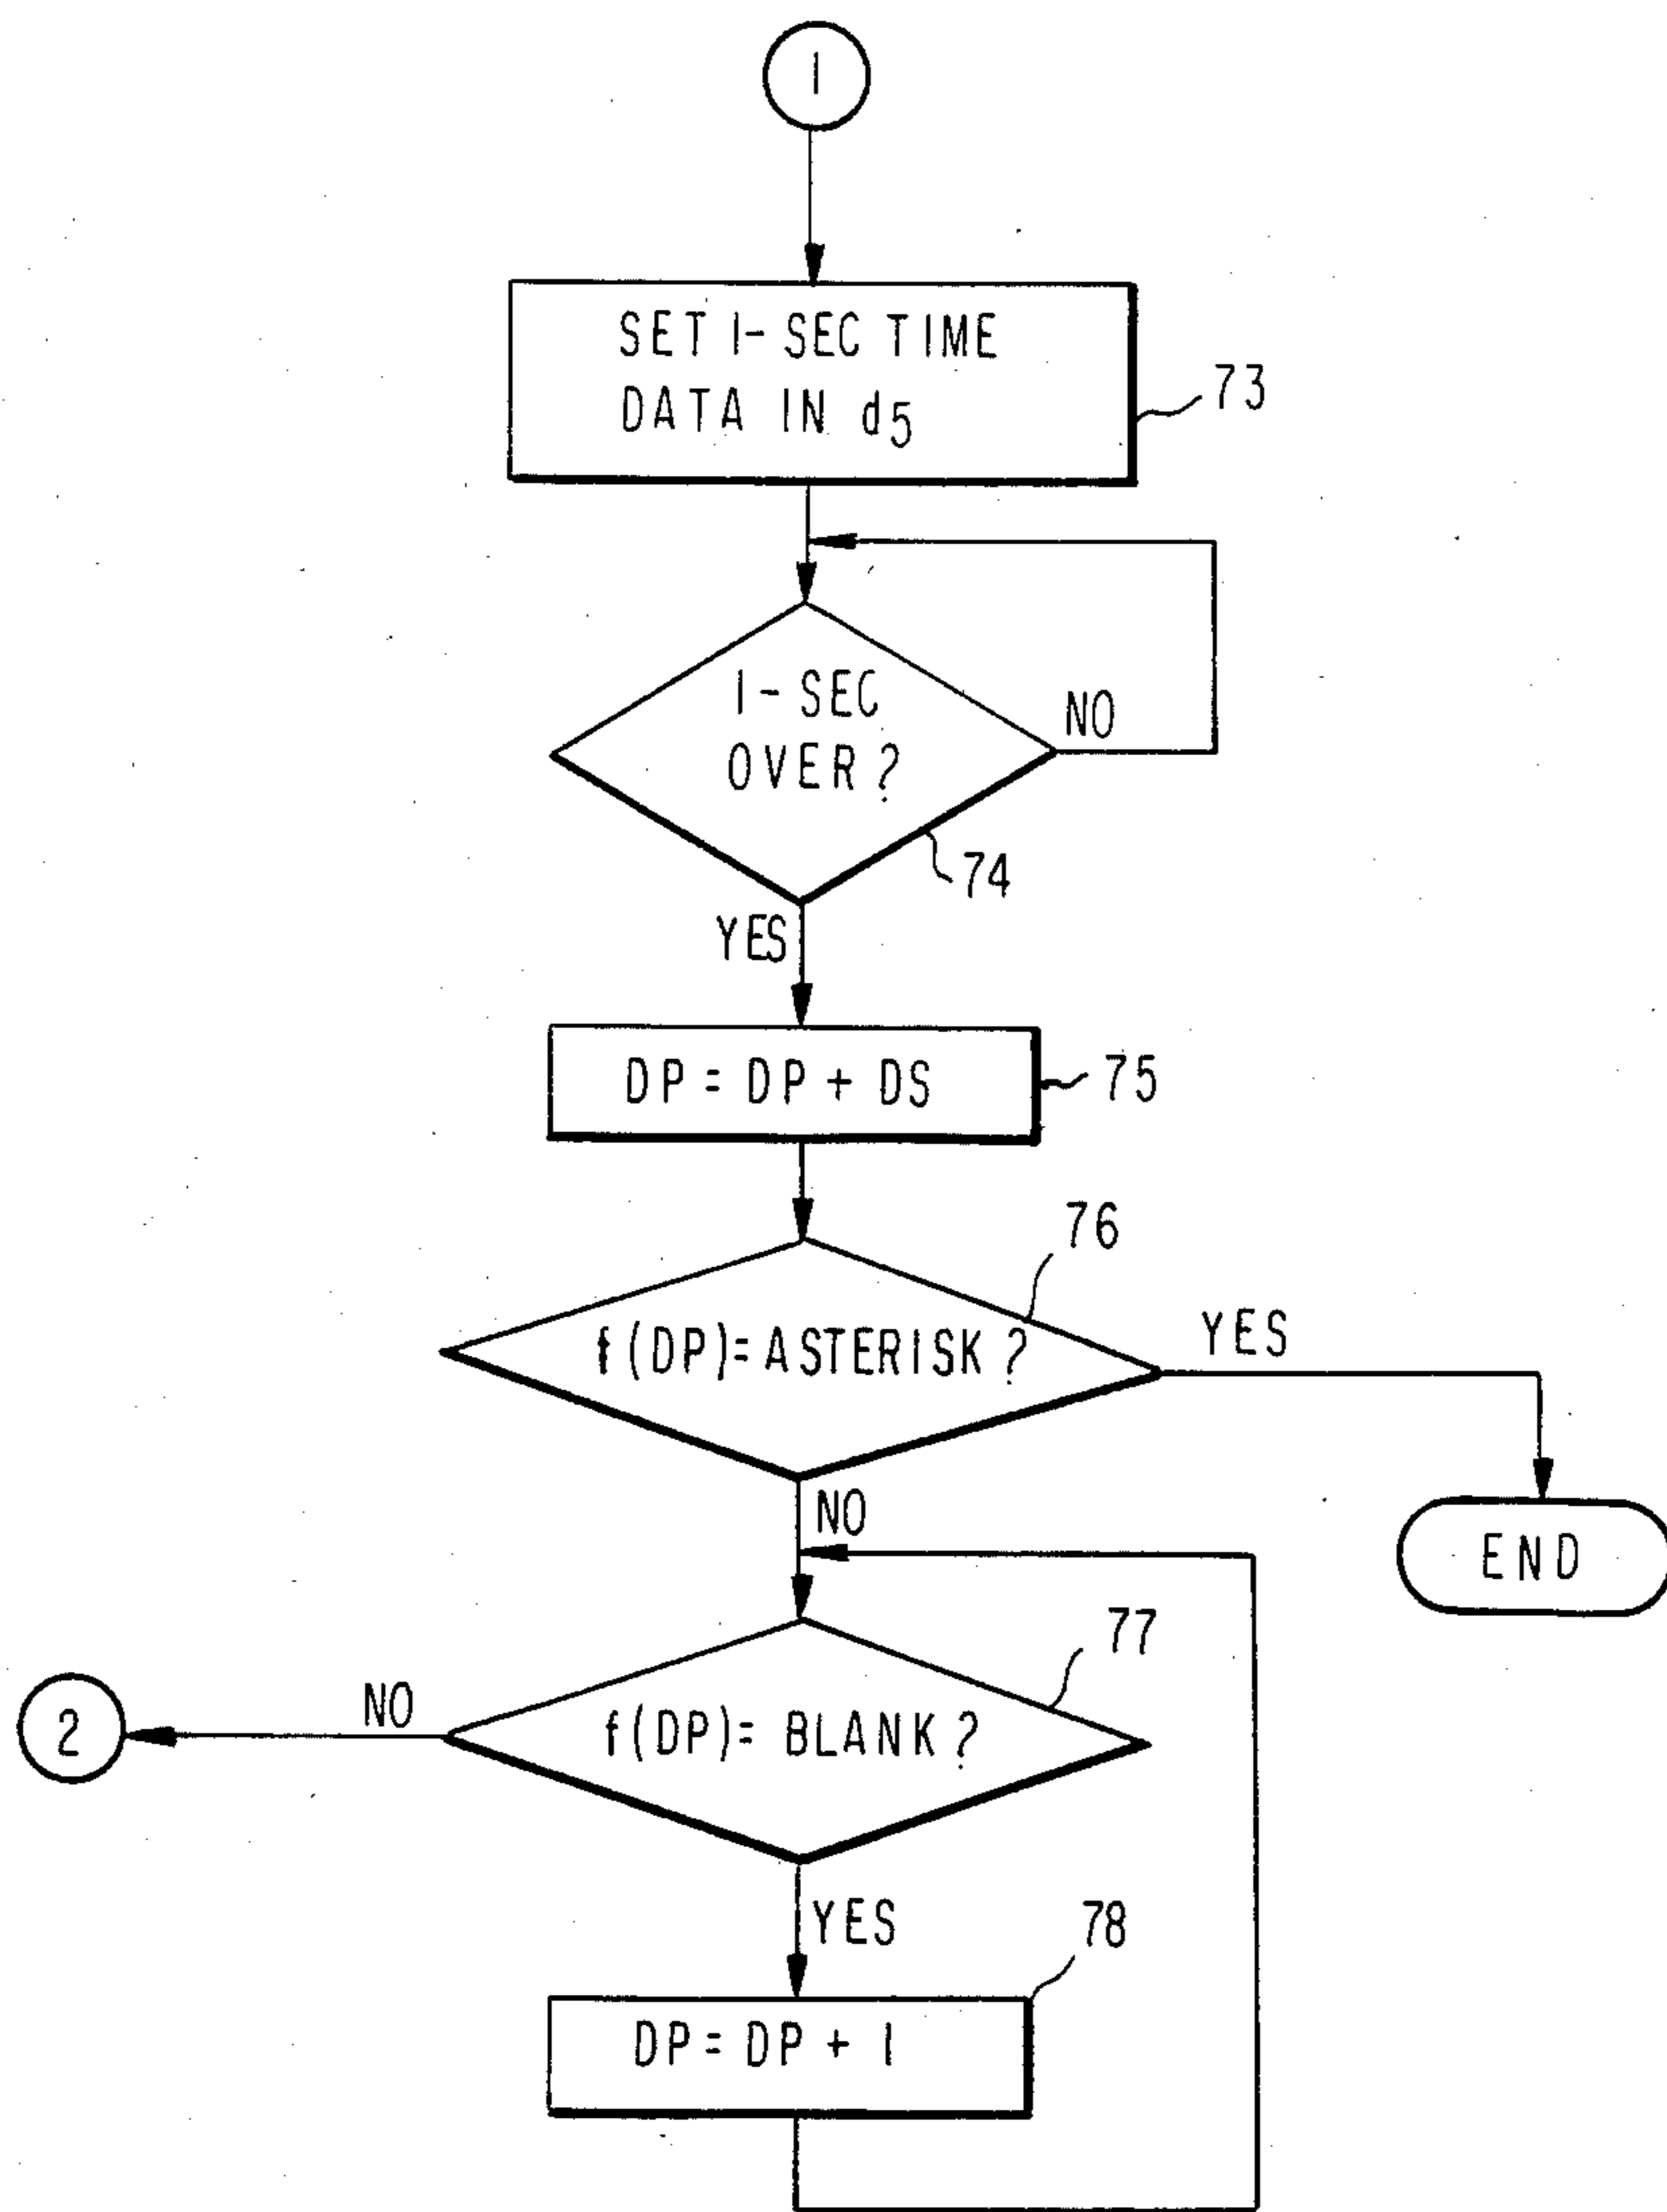 1
SET 1-SEC TIME
DATA IN d5
73
1-SEC
OVER?
NO
74
YES
DP = DP + DS
75
76
f(DP)=ASTERISK?
YES
NO
END
77
2
NO
f(DP)= BLANK?
YES
78
DP = DP + 1